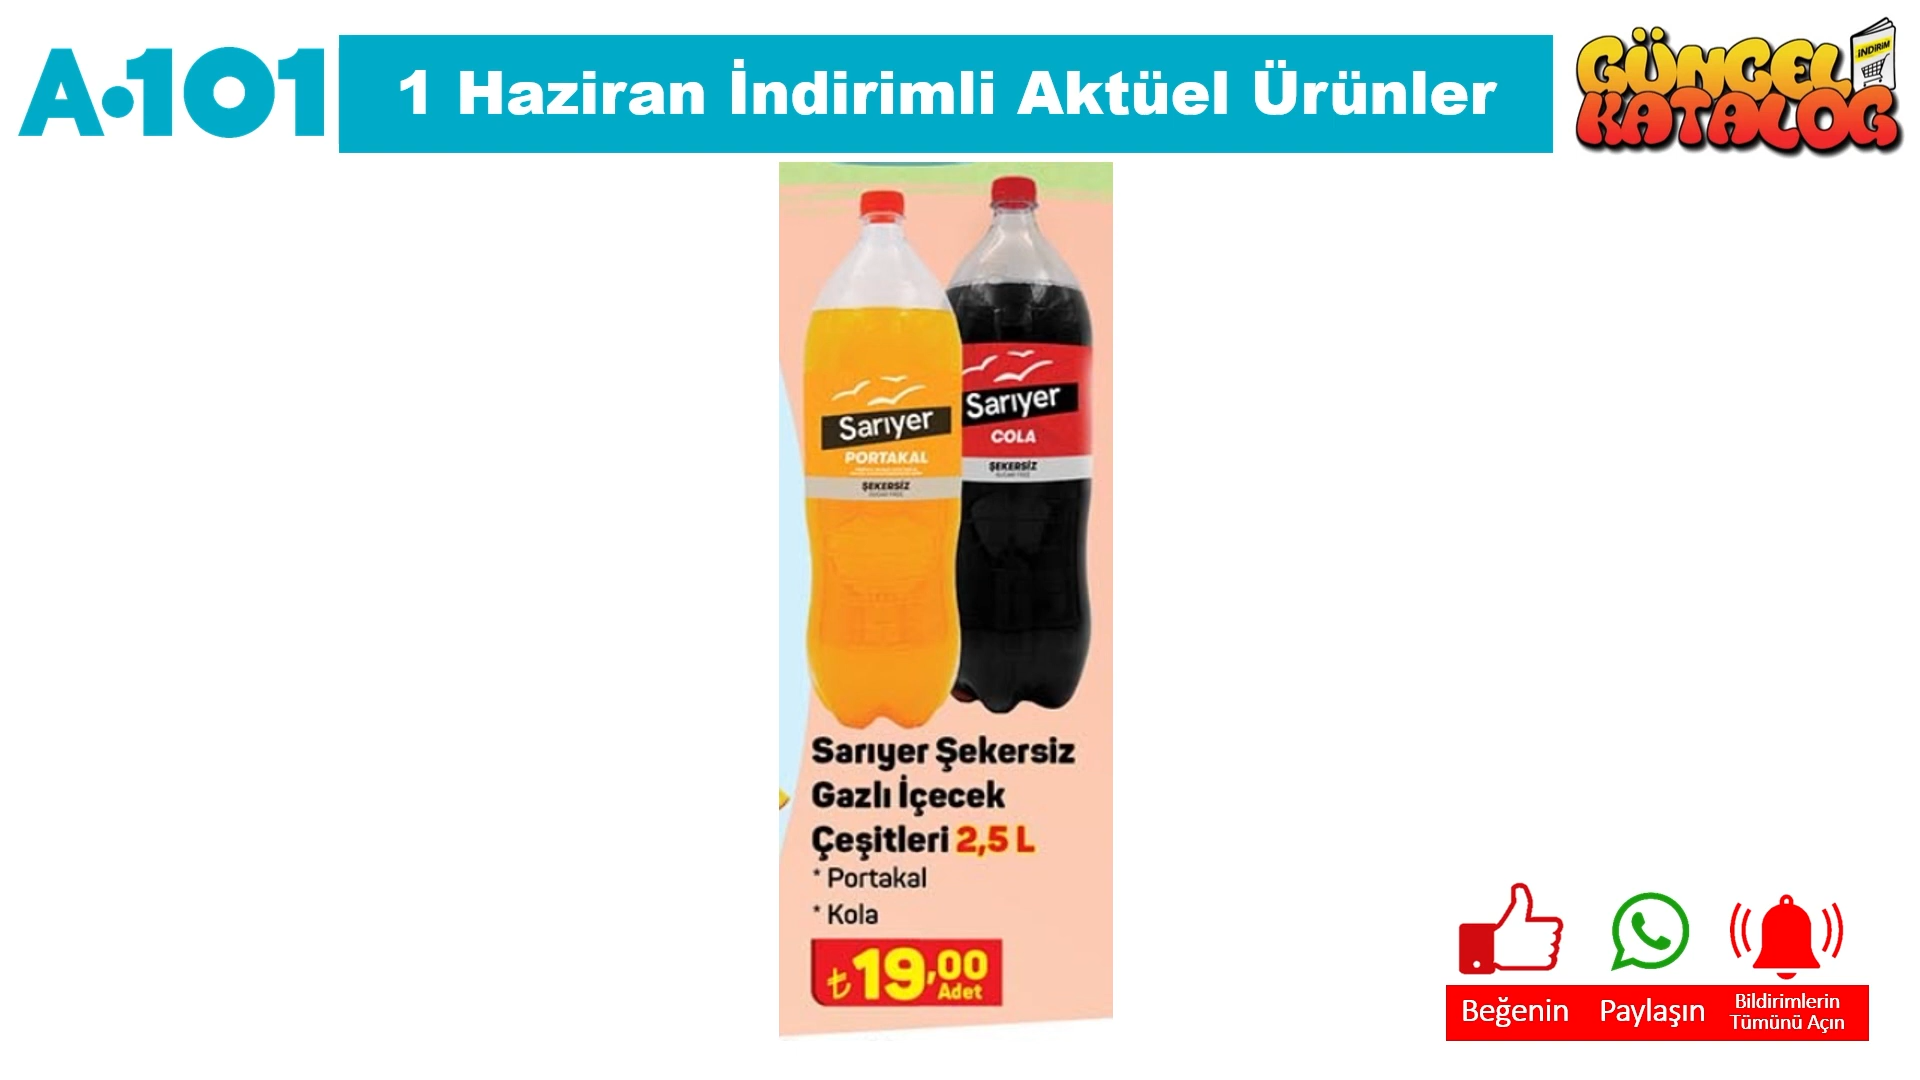 A101
1 Haziran İndirimli Aktüel Ürünler
GÜNCEL
KATALOG
İNDİRİM
Sarıyer
PORTAKAL
ŞEKERSİZ
Sarıyer
COLA
ŞEKERSİZ
Sarıyer Şekersiz
Gazlı İçecek
Çeşitleri 2,5 L
* Portakal
* Kola
₺19,00
Adet
Beğenin
Paylaşın
Bildirimlerin
Tümünü Açın